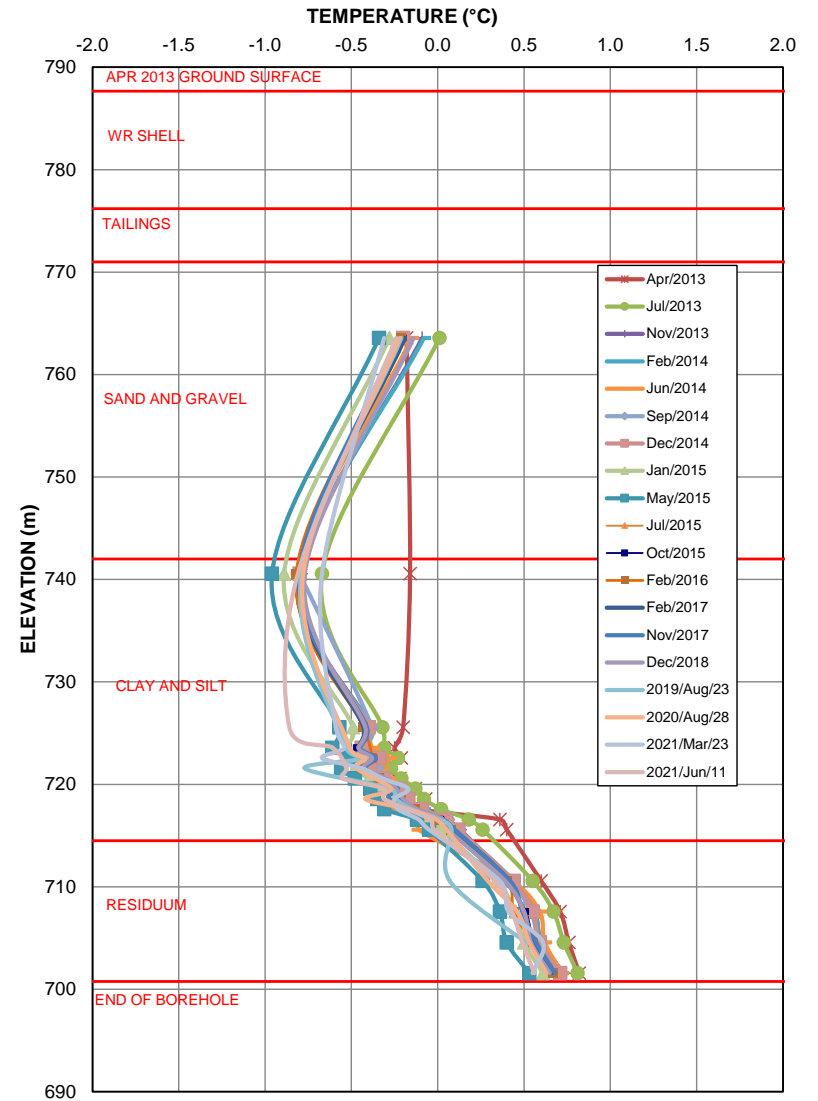 TEMPERATURE (°C)
-2.0 -1.5 -1.0 -0.5 0.0 0.5 1.0 1.5 2.0
790
APR 2013 GROUND SURFACE
WR SHELL
780
TAILINGS
770
Apr/2013
Jul/2013
Nov/2013
Feb/2014
Jun/2014
Sep/2014
Dec/2014
Jan/2015
May/2015
Jul/2015
Oct/2015
Feb/2016
Feb/2017
Nov/2017
Dec/2018
2019/Aug/23
2020/Aug/28
2021/Mar/23
2021/Jun/11
760
SAND AND GRAVEL
750
ELEVATION (m)
740
730
CLAY AND SILT
720
710
RESIDUUM
700
END OF BOREHOLE
690